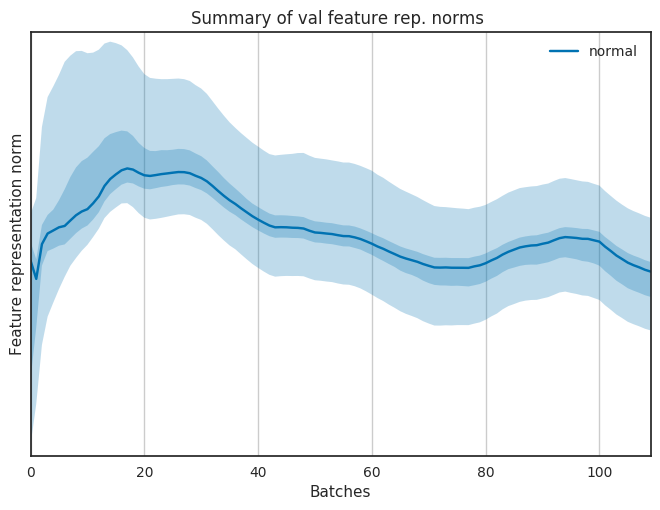 Summary of val feature rep. norms
normal
Feature representation norm
0 20 40 60 80 100
Batches